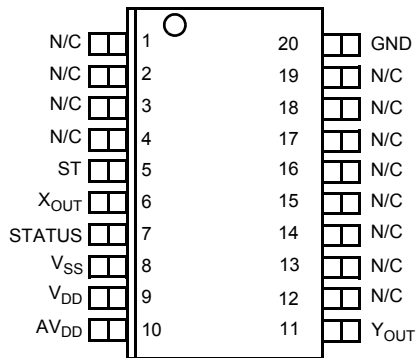 N/C 1 20 GND
N/C 2 19 N/C
N/C 3 18 N/C
N/C 4 17 N/C
ST 5 16 N/C
XOUT 6 15 N/C
STATUS 7 14 N/C
VSS 8 13 N/C
VDD 9 12 N/C
AVDD 10 11 YOUT